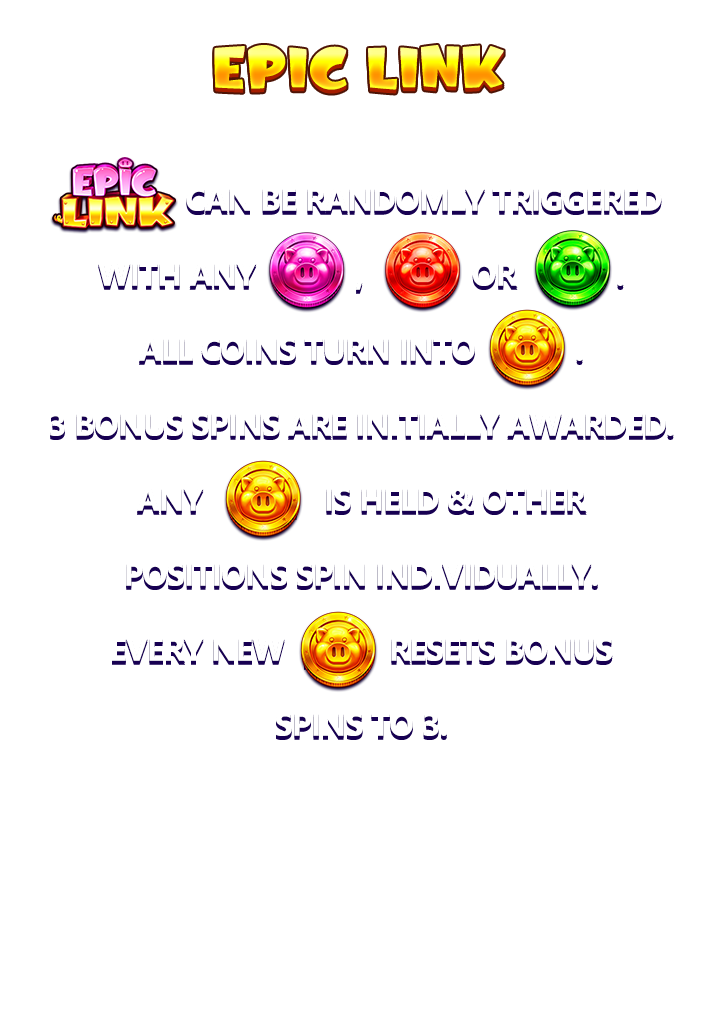 EPIC LINK
EPIC LINK CAN BE RANDOMLY TRIGGERED
WITH ANY , OR .
ALL COINS TURN INTO .
3 BONUS SPINS ARE INITIALLY AWARDED.
ANY IS HELD & OTHER
POSITIONS SPIN INDIVIDUALLY.
EVERY NEW RESETS BONUS
SPINS TO 3.